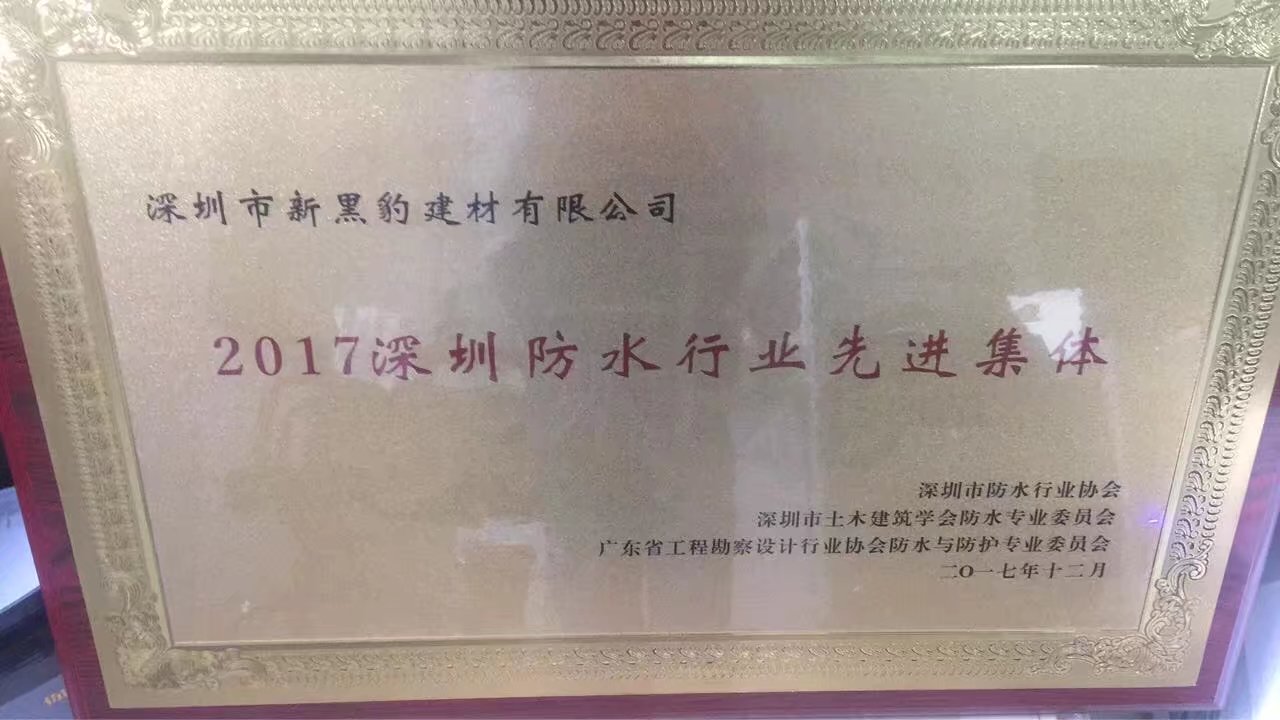 深圳市新黑豹建材有限公司
2017深圳防水行业先进集体
深圳市防水行业协会
深圳市土木建筑学会防水专业委员会
广东省工程勘察设计行业协会防水与防护专业委员会
二〇一七年十二月